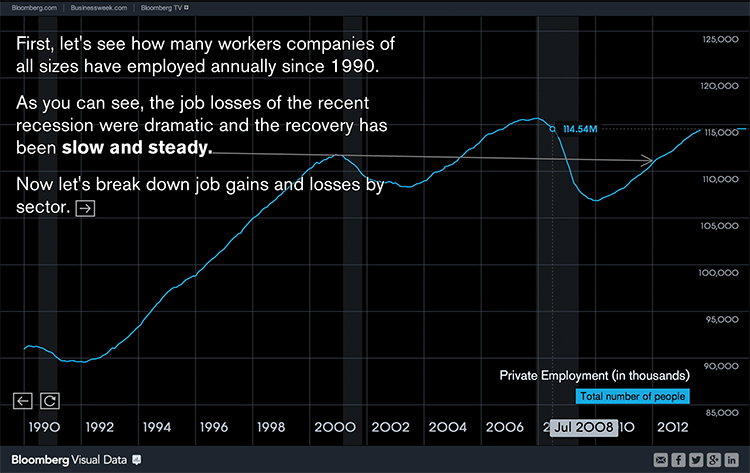 Bloomberg.com | Businessweek.com | Bloomberg TV
First, let's see how many workers companies of
all sizes have employed annually since 1990.
As you can see, the job losses of the recent
recession were dramatic and the recovery has
been slow and steady.
Now let's break down job gains and losses by
sector.
125,000
120,000
114.54M
115,000
110,000
105,000
100,000
95,000
90,000
85,000
Private Employment (in thousands)
Total number of people
1990 1992 1994 1996 1998 2000 2002 2004 2006 2 Jul 2008 10 2012
Bloomberg Visual Data